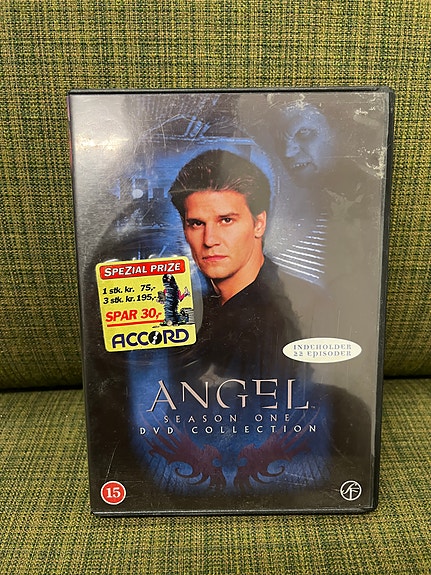 SPEZIAL PRIZE
1 stk. kr. 75,-
3 stk. kr. 195,-
SPAR 30,-
ACCORD
INDEHOLDER
22 EPISODER
ANGEL
SEASON ONE
DVD COLLECTION
15
SF